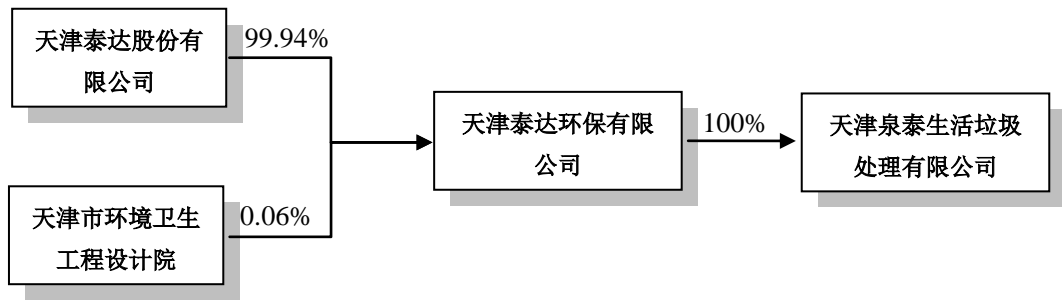 天津泰达股份有
限公司
99.94%
天津市环境卫生
工程设计院
0.06%
天津泰达环保有限
公司
100%
天津泉泰生活垃圾
处理有限公司